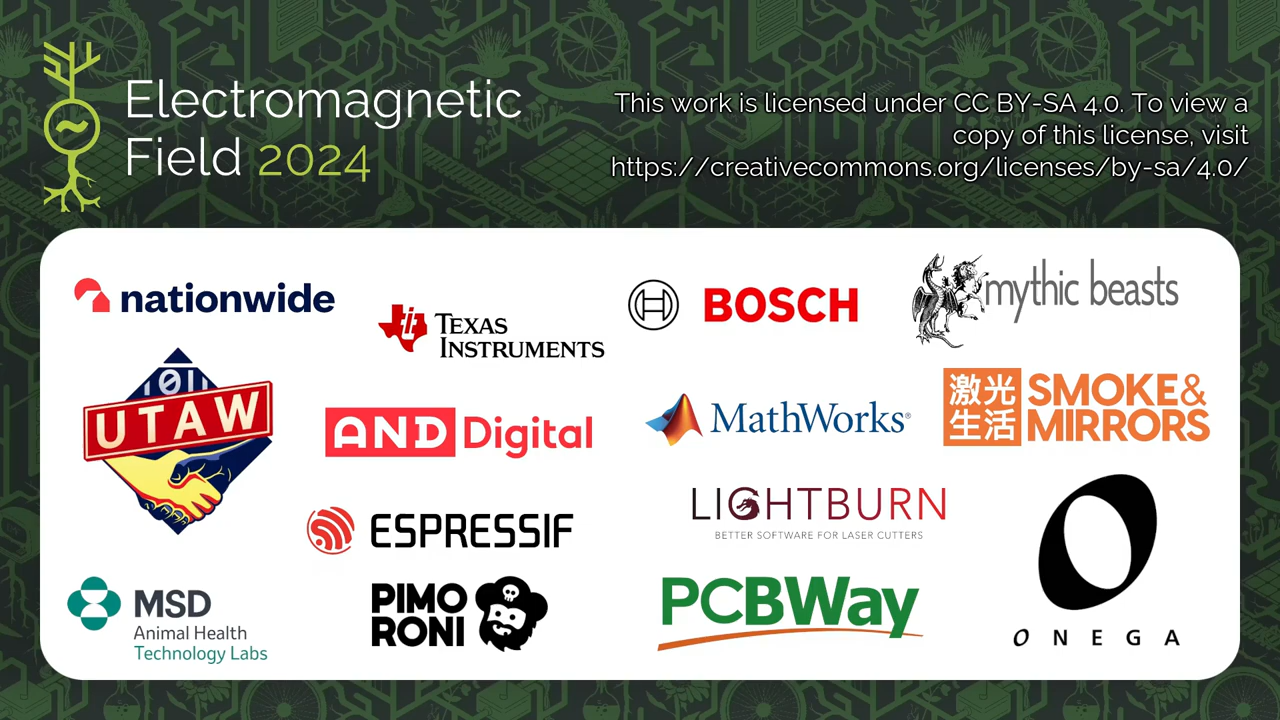 Electromagnetic
Field 2024
This work is licensed under CC BY-SA 4.0. To view a
copy of this license, visit
https://creativecommons.org/licenses/by-sa/4.0/
nationwide
TEXAS
INSTRUMENTS
BOSCH
mythic beasts
101
UTAW
AND Digital
MathWorks®
激光
生活
SMOKE&
MIRRORS
ESPRESSIF
LIGHTBURN
BETTER SOFTWARE FOR LASER CUTTERS
MSD
Animal Health
Technology Labs
PIMO
RONI
PCBWay
ONEGA